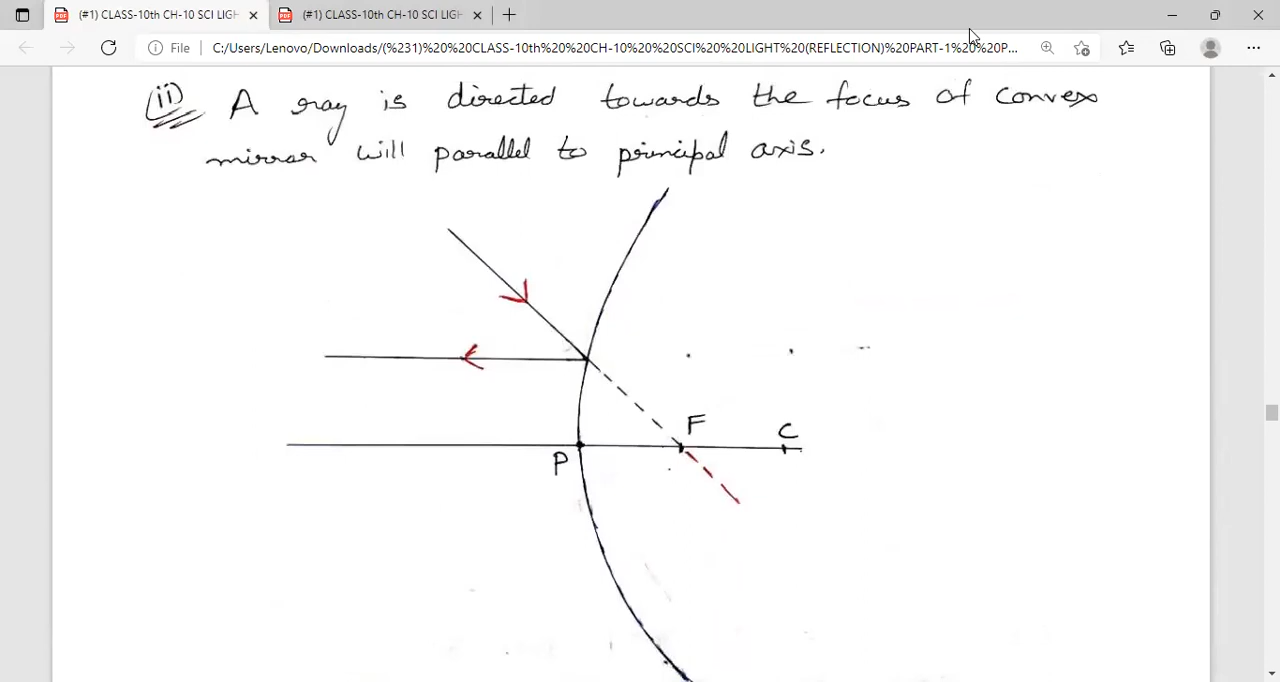 (#1) CLASS-10th CH-10 SCI LIGH
(#1) CLASS-10th CH-10 SCI LIGH
File
C:/Users/Lenovo/Downloads/(%231)%20%20CLASS-10th%20%20CH-10%20%20SCI%20%20LIGHT%20(REFLECTION)%20PART-1%20%20P...
(ii) A ray is directed towards the focus of convex
mirror will parallel to principal axis.
F
C
P